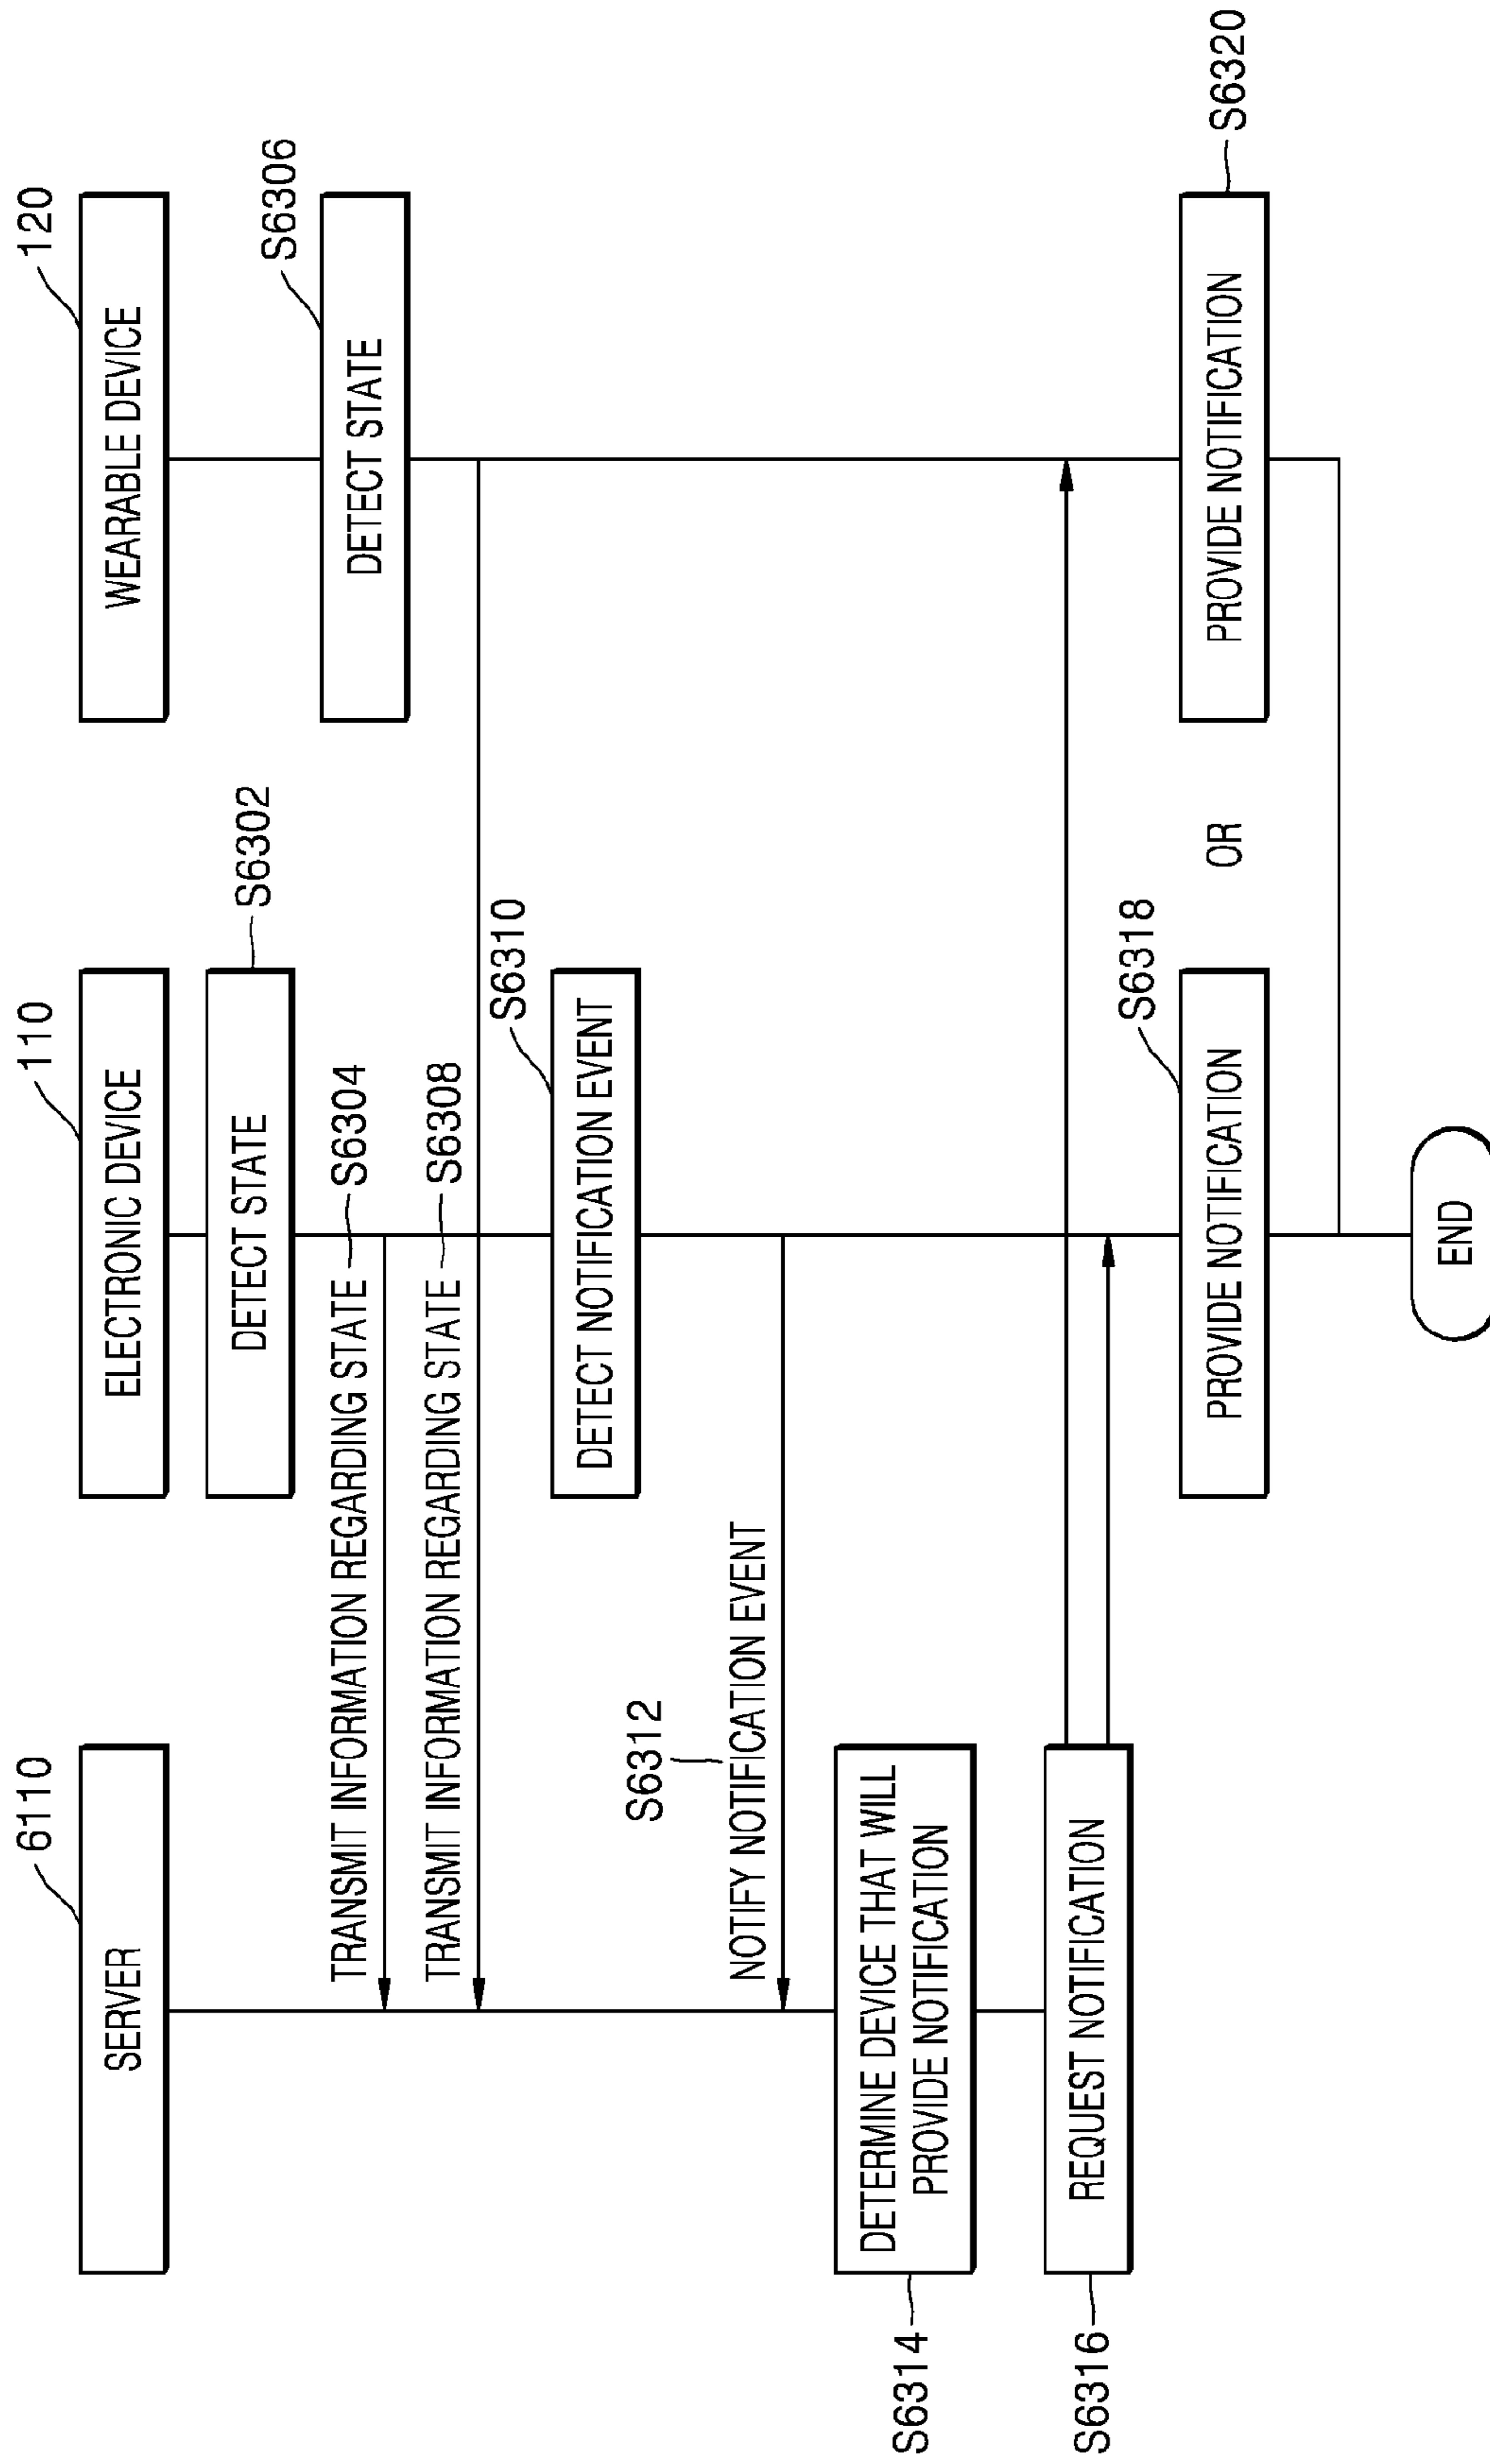 6110
SERVER
110
ELECTRONIC DEVICE
120
WEARABLE DEVICE
DETECT STATE
S6302
TRANSMIT INFORMATION REGARDING STATE
S6304
DETECT STATE
S6306
TRANSMIT INFORMATION REGARDING STATE
S6308
DETECT NOTIFICATION EVENT
S6310
S6312
NOTIFY NOTIFICATION EVENT
S6314
DETERMINE DEVICE THAT WILL
PROVIDE NOTIFICATION
S6316
REQUEST NOTIFICATION
S6318
PROVIDE NOTIFICATION
OR
PROVIDE NOTIFICATION
S6320
END